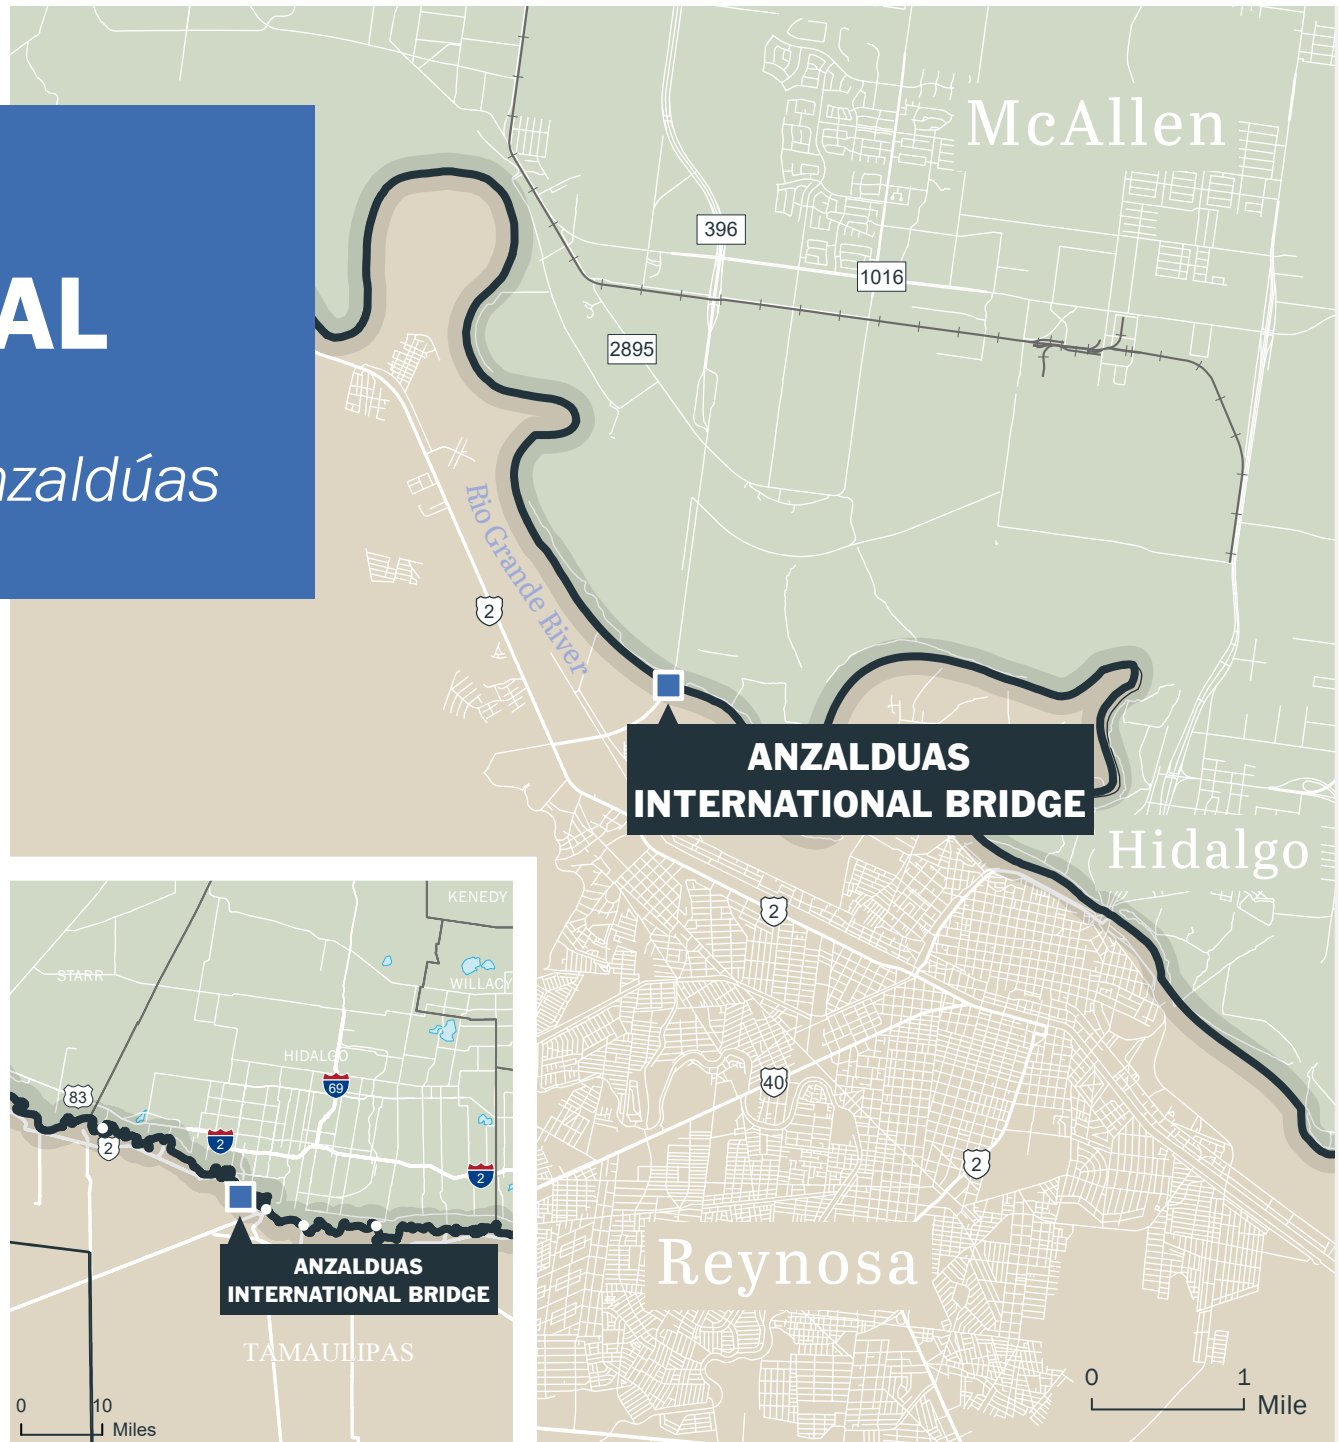 McAllen
396
1016
AL
2895
nzaldúas
Rio Grande River
2
ANZALDUAS
INTERNATIONAL BRIDGE
Hidalgo
2
40
2
Reynosa
0 1
Mile
KENEDY
STARR
WILLACY
HIDALGO
69
83
2
2
2
ANZALDUAS
INTERNATIONAL BRIDGE
TAMAULIPAS
0 10
Miles